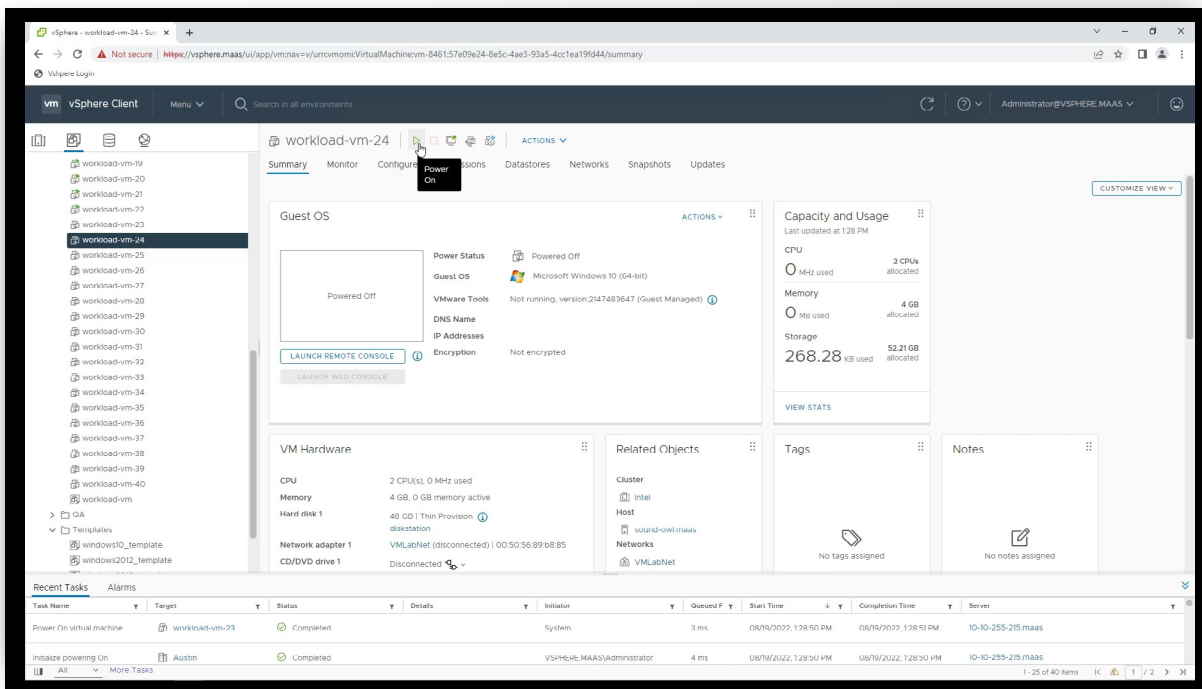 vSphere - workload-vm-24 - Sum
Not secure | https://vsphere.maas/ui/app/vm;nav=v/urn:vmomi:VirtualMachine:vm-8461:57e09e24-8e5c-4ae3-93a5-4cc1ea19fd44/summary
Vshpere Login
vm vSphere Client Menu Search in all environments Administrator@VSPHERE.MAAS
workload-vm-24 ACTIONS
Power On
Summary Monitor Configure ssions Datastores Networks Snapshots Updates
CUSTOMIZE VIEW
workload-vm-19
workload-vm-20
workload-vm-21
workload-vm-22
workload-vm-23
workload-vm-24
workload-vm-25
workload-vm-26
workload-vm-27
workload-vm-28
workload-vm-29
workload-vm-30
workload-vm-31
workload-vm-32
workload-vm-33
workload-vm-34
workload-vm-35
workload-vm-36
workload-vm-37
workload-vm-38
workload-vm-39
workload-vm-40
workload-vm
QA
Templates
windows10_template
windows2012_template
Guest OS ACTIONS
Powered Off
LAUNCH REMOTE CONSOLE
LAUNCH WEB CONSOLE
Power Status Powered Off
Guest OS Microsoft Windows 10 (64-bit)
VMware Tools Not running, version:2147483647 (Guest Managed)
DNS Name
IP Addresses
Encryption Not encrypted
Capacity and Usage
Last updated at 1:28 PM
CPU
0 MHz used 2 CPUs allocated
Memory
0 MB used 4 GB allocated
Storage
268.28 KB used 52.21 GB allocated
VIEW STATS
VM Hardware
CPU 2 CPU(s), 0 MHz used
Memory 4 GB, 0 GB memory active
Hard disk 1 48 GB | Thin Provision
diskstation
Network adapter 1 VMLabNet (disconnected) | 00:50:56:89:b8:85
CD/DVD drive 1 Disconnected
Related Objects
Cluster
Intel
Host
sound-owl.maas
Networks
VMLabNet
Tags
No tags assigned
Notes
No notes assigned
Recent Tasks Alarms
Task Name Target Status Details Initiator Queued F Start Time Completion Time Server
Power On virtual machine workload-vm-23 Completed System 3 ms 08/19/2022, 1:28:50 PM 08/19/2022, 1:28:51 PM 10-10-255-215.maas
Initialize powering On Austin Completed VSPHERE.MAAS\Administrator 4 ms 08/19/2022, 1:28:50 PM 08/19/2022, 1:28:50 PM 10-10-255-215.maas
All More Tasks 1 - 25 of 40 items 1 / 2